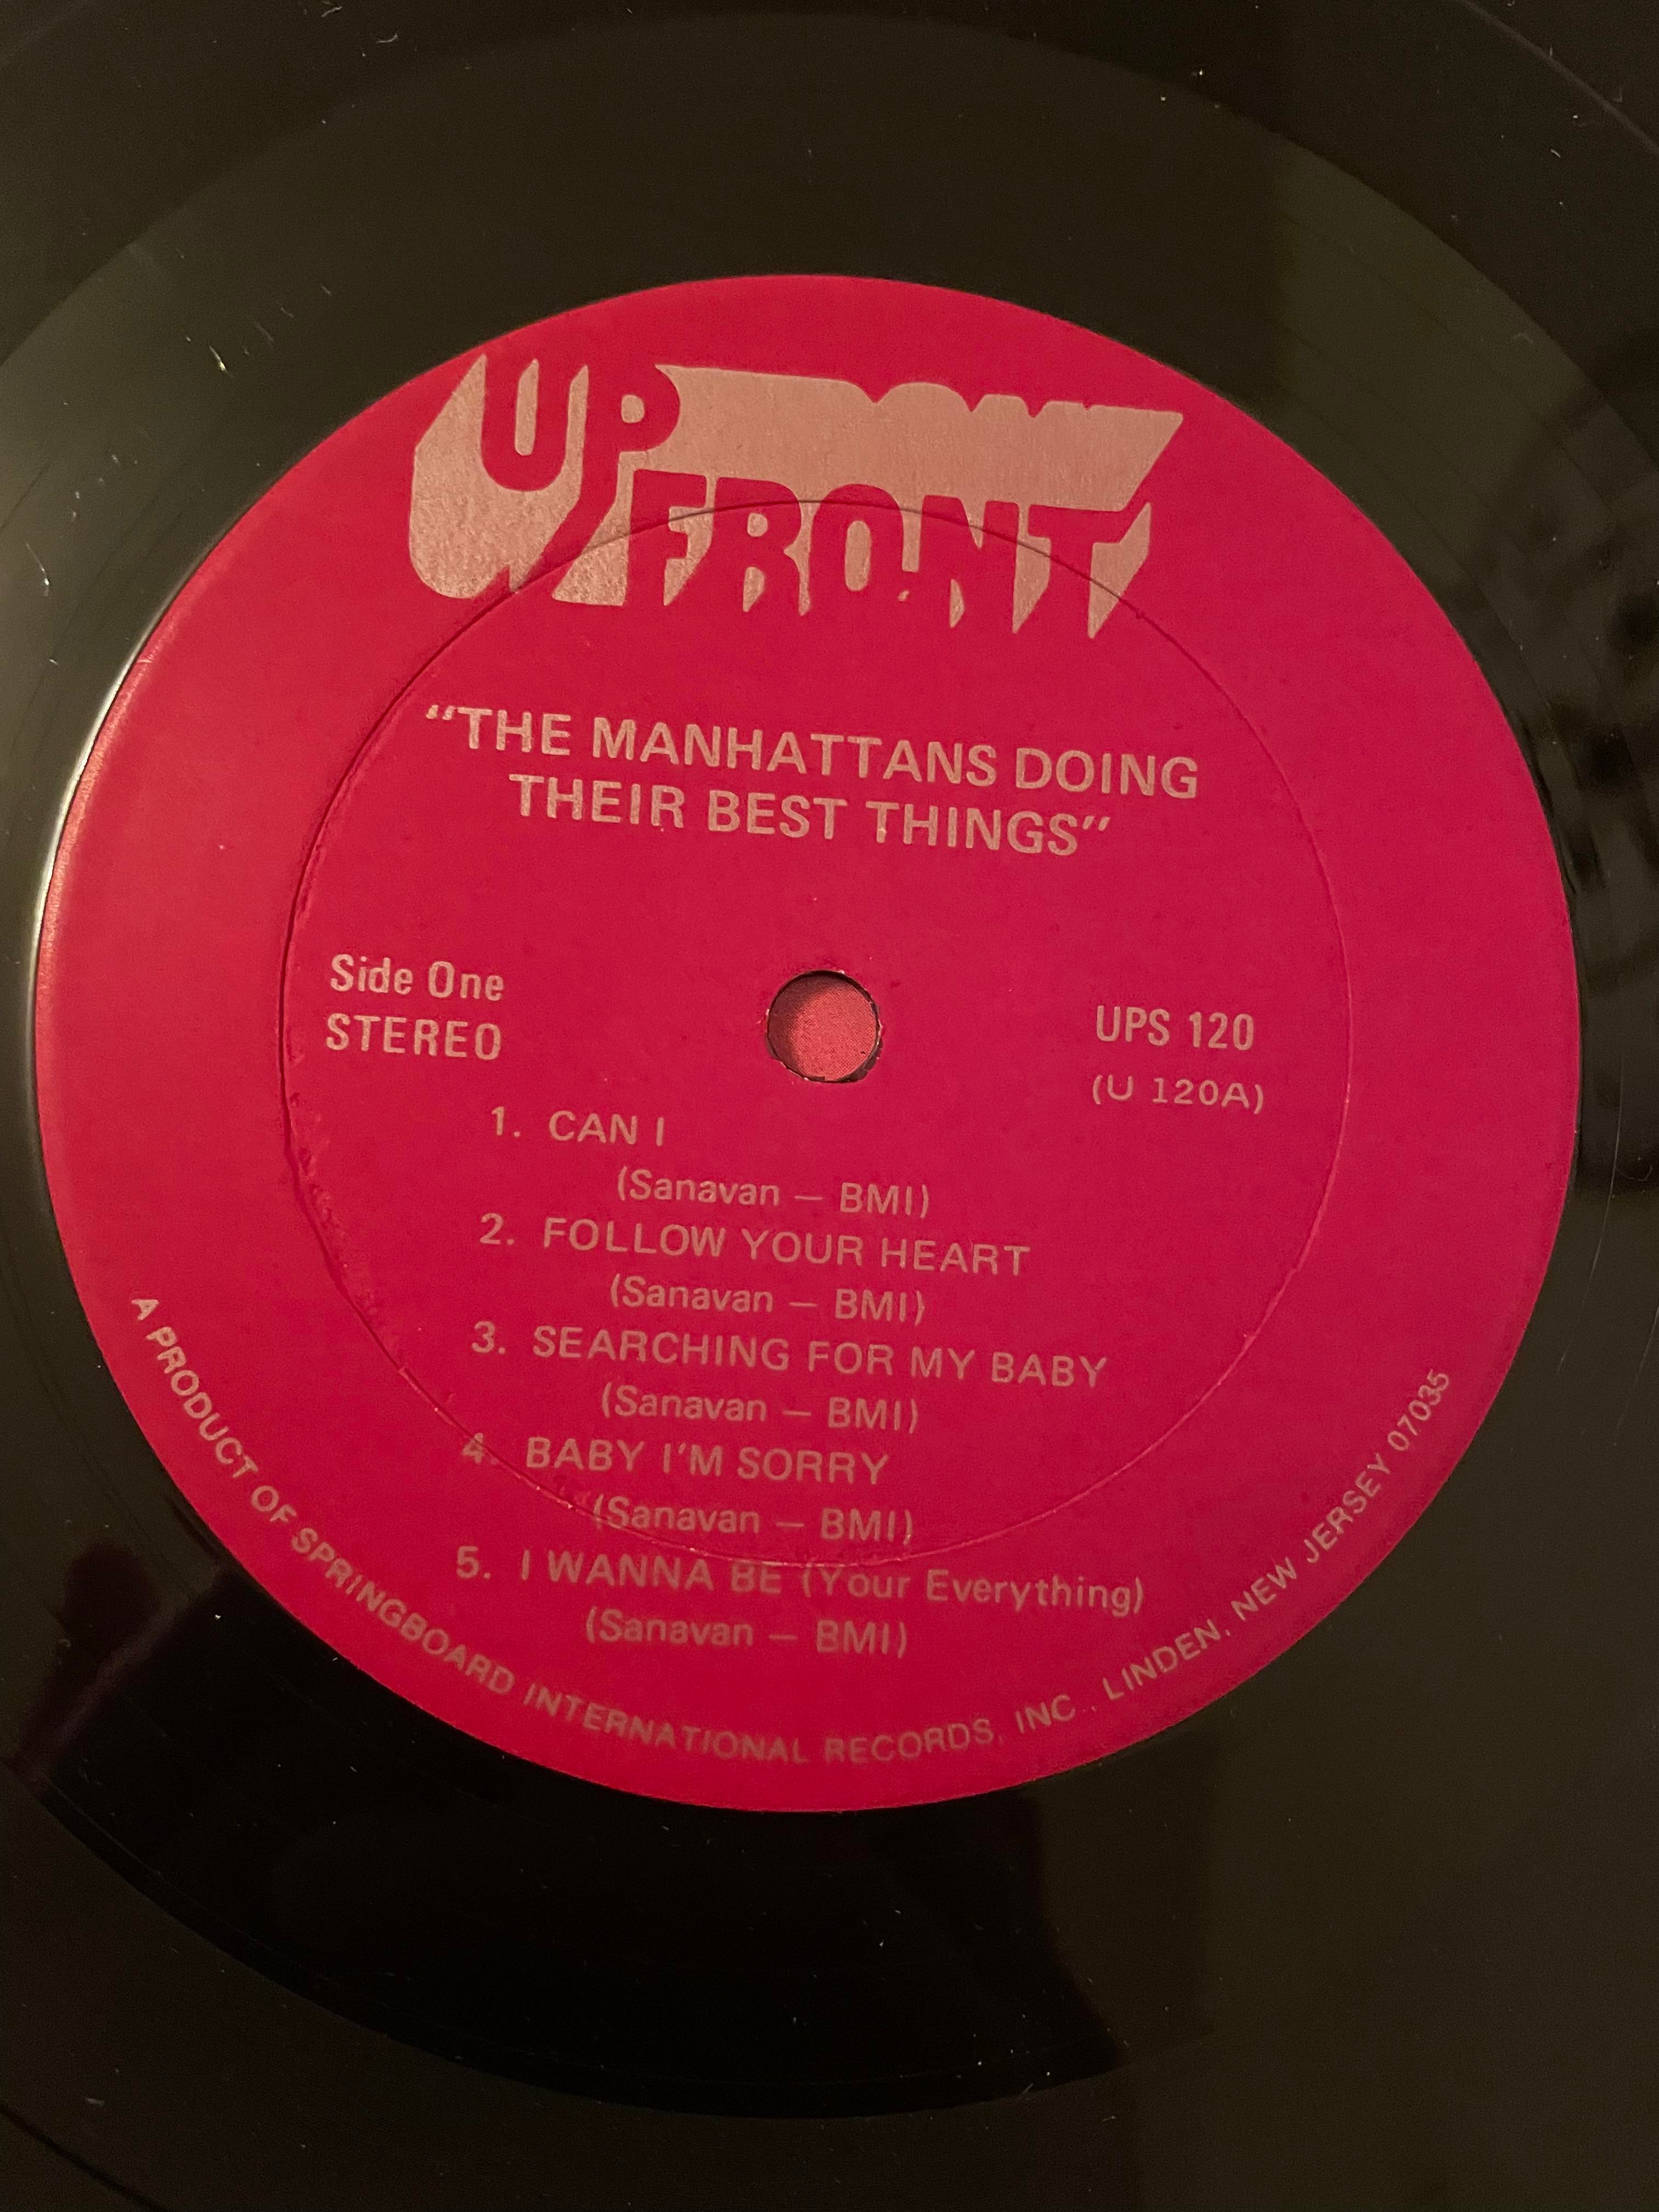 UP
FRONT
“THE MANHATTANS DOING
THEIR BEST THINGS”
Side One
STEREO
UPS 120
(U 120A)
1. CAN I
(Sanavan — BMI)
2. FOLLOW YOUR HEART
(Sanavan — BMI)
3. SEARCHING FOR MY BABY
(Sanavan — BMI)
4. BABY I'M SORRY
(Sanavan — BMI)
5. I WANNA BE (Your Everything)
(Sanavan — BMI)
A PRODUCT OF SPRINGBOARD INTERNATIONAL RECORDS, INC., LINDEN, NEW JERSEY 07035